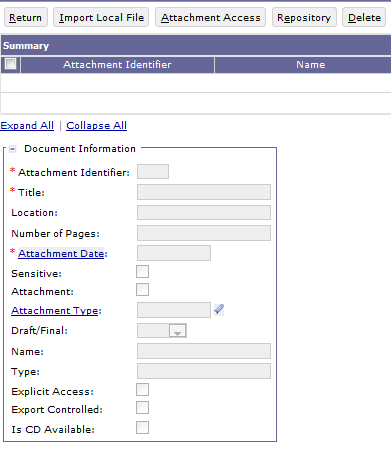 Return Import Local File Attachment Access Repository Delete
Summary
Attachment Identifier Name
Expand All | Collapse All
Document Information
* Attachment Identifier:
* Title:
Location:
Number of Pages:
* Attachment Date:
Sensitive:
Attachment:
Attachment Type:
Draft/Final:
Name:
Type:
Explicit Access:
Export Controlled:
Is CD Available: